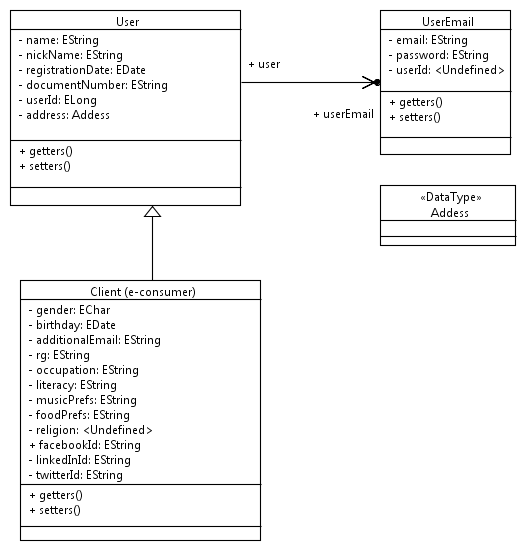 User
- name: EString
- nickName: EString
- registrationDate: EDate
- documentNumber: EString
- userId: ELong
- address: Addess
+ getters()
+ setters()
+ user
+ userEmail
UserEmail
- email: EString
- password: EString
- userId: <Undefined>
+ getters()
+ setters()
«DataType»
Addess
Client (e-consumer)
- gender: EChar
- birthday: EDate
- additionalEmail: EString
- rg: EString
- occupation: EString
- literacy: EString
- musicPrefs: EString
- foodPrefs: EString
- religion: <Undefined>
+ facebookId: EString
- linkedInId: EString
- twitterId: EString
+ getters()
+ setters()